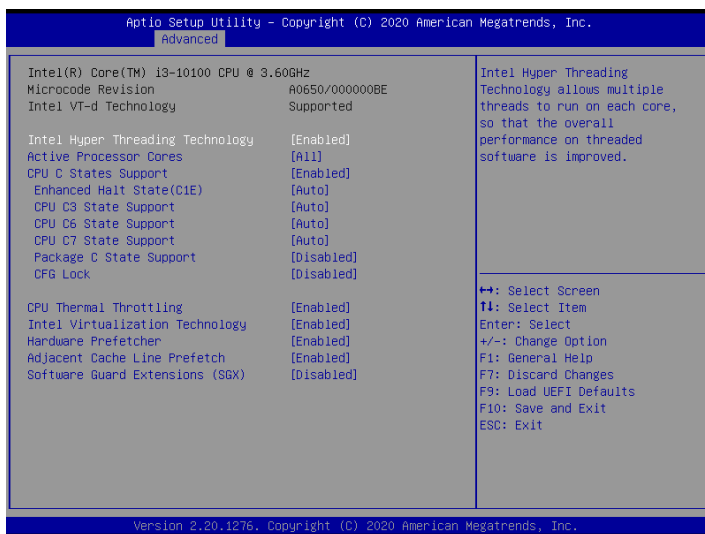 Aptio Setup Utility – Copyright (C) 2020 American Megatrends, Inc.
Advanced
Intel(R) Core(TM) i3-10100 CPU @ 3.60GHz
Microcode Revision A0650/000000BE
Intel VT-d Technology Supported
Intel Hyper Threading Technology [Enabled]
Active Processor Cores [All]
CPU C States Support [Enabled]
Enhanced Halt State(C1E) [Auto]
CPU C3 State Support [Auto]
CPU C6 State Support [Auto]
CPU C7 State Support [Auto]
Package C State Support [Disabled]
CFG Lock [Disabled]
CPU Thermal Throttling [Enabled]
Intel Virtualization Technology [Enabled]
Hardware Prefetcher [Enabled]
Adjacent Cache Line Prefetch [Enabled]
Software Guard Extensions (SGX) [Disabled]
Intel Hyper Threading
Technology allows multiple
threads to run on each core,
so that the overall
performance on threaded
software is improved.
↔: Select Screen
↑↓: Select Item
Enter: Select
+/-: Change Option
F1: General Help
F7: Discard Changes
F9: Load UEFI Defaults
F10: Save and Exit
ESC: Exit
Version 2.20.1276. Copyright (C) 2020 American Megatrends, Inc.